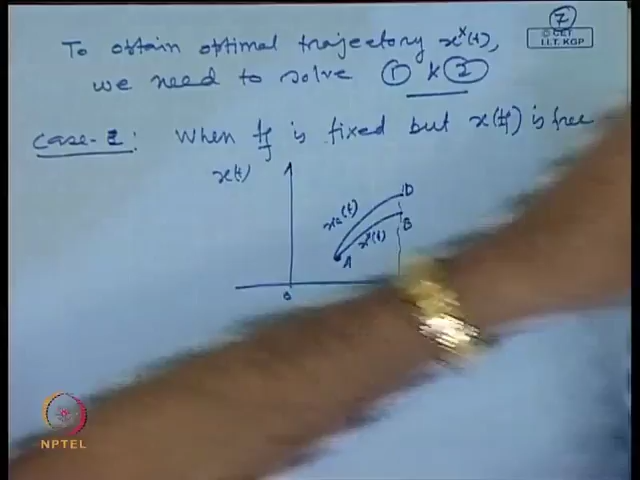 7
© CET
I.I.T. KGP
To obtain optimal trajectory x*(t),
we need to solve ① & ②
Case-I: When tf is fixed but x(tf) is free
x(t)
D
xa(t)
B
x*(t)
A
0
NPTEL